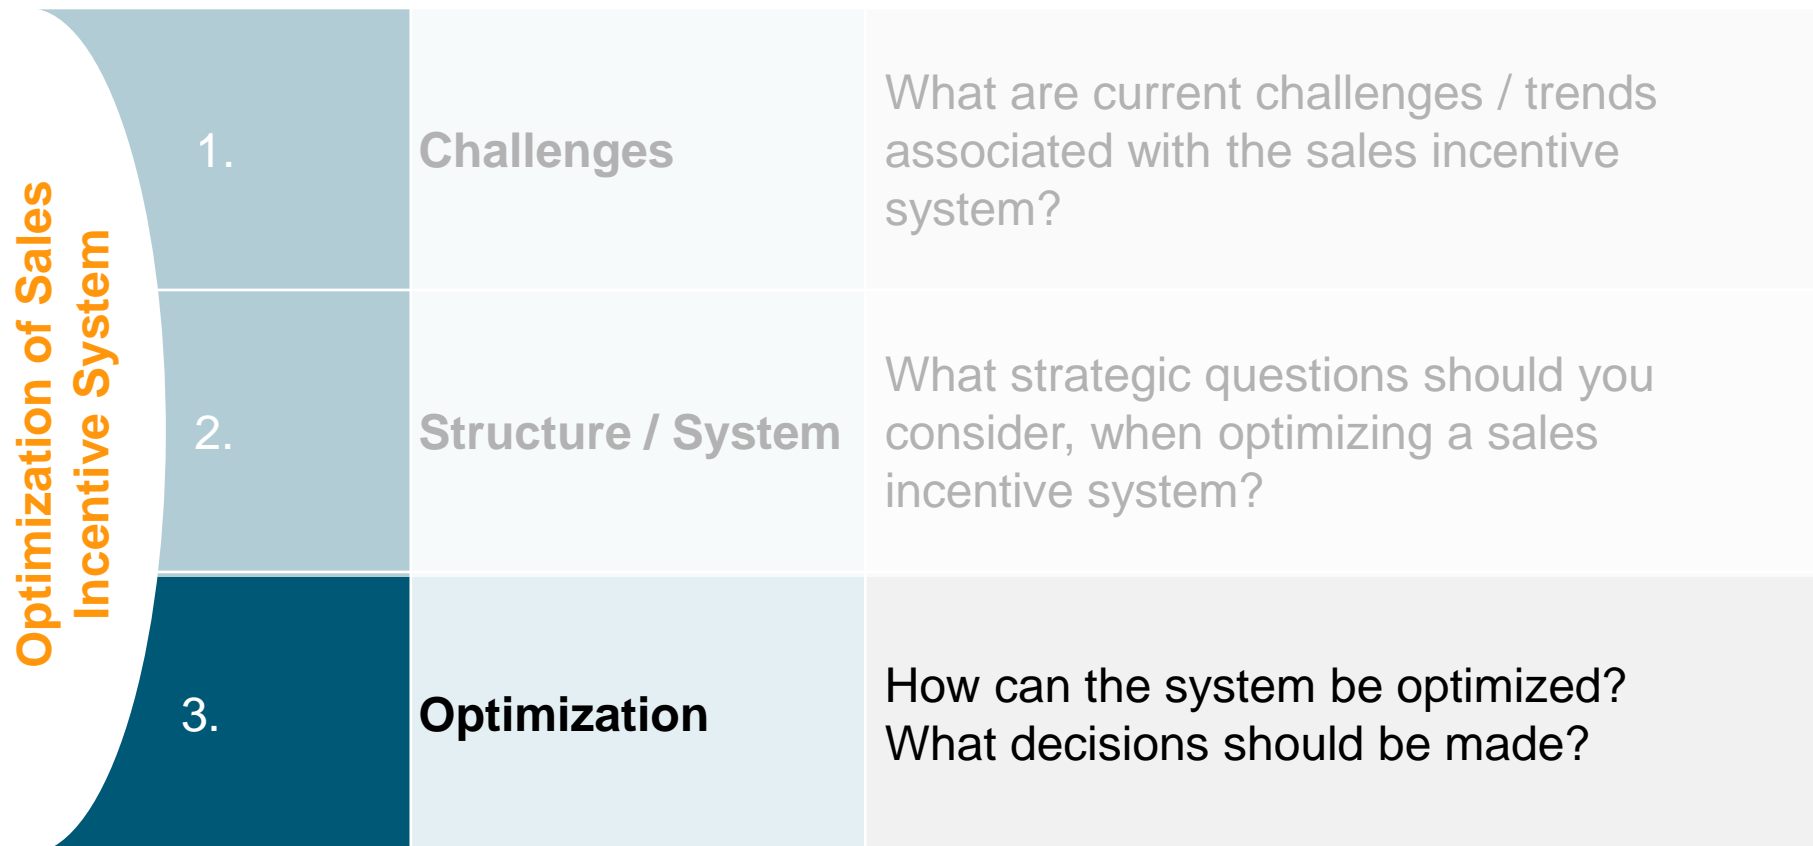 Optimization of Sales
Incentive System
1.
Challenges
What are current challenges / trends
associated with the sales incentive
system?
2.
Structure / System
What strategic questions should you
consider, when optimizing a sales
incentive system?
3.
Optimization
How can the system be optimized?
What decisions should be made?